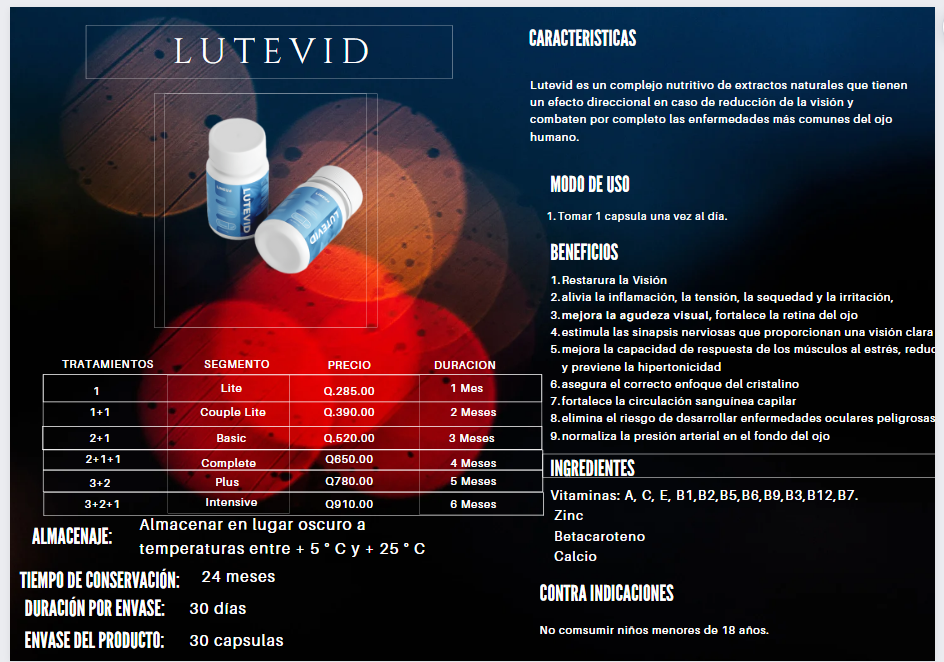 LUTEVID
LUTEVID
LUTEVID
TRATAMIENTOS SEGMENTO PRECIO DURACION
1 Lite Q.285.00 1 Mes
1+1 Couple Lite Q.390.00 2 Meses
2+1 Basic Q.520.00 3 Meses
2+1+1 Complete Q650.00 4 Meses
3+2 Plus Q780.00 5 Meses
3+2+1 Intensive Q910.00 6 Meses
ALMACENAJE: Almacenar en lugar oscuro a
temperaturas entre + 5 ° C y + 25 ° C
TIEMPO DE CONSERVACIÓN: 24 meses
DURACIÓN POR ENVASE: 30 días
ENVASE DEL PRODUCTO: 30 capsulas
CARACTERISTICAS
Lutevid es un complejo nutritivo de extractos naturales que tienen
un efecto direccional en caso de reducción de la visión y
combaten por completo las enfermedades más comunes del ojo
humano.
MODO DE USO
1. Tomar 1 capsula una vez al día.
BENEFICIOS
1. Restarura la Visión
2. alivia la inflamación, la tensión, la sequedad y la irritación,
3. mejora la agudeza visual, fortalece la retina del ojo
4. estimula las sinapsis nerviosas que proporcionan una visión clara
5. mejora la capacidad de respuesta de los músculos al estrés, reduc
y previene la hipertonicidad
6. asegura el correcto enfoque del cristalino
7. fortalece la circulación sanguínea capilar
8. elimina el riesgo de desarrollar enfermedades oculares peligrosas
9. normaliza la presión arterial en el fondo del ojo
INGREDIENTES
Vitaminas: A, C, E, B1,B2,B5,B6,B9,B3,B12,B7.
Zinc
Betacaroteno
Calcio
CONTRA INDICACIONES
No comsumir niños menores de 18 años.